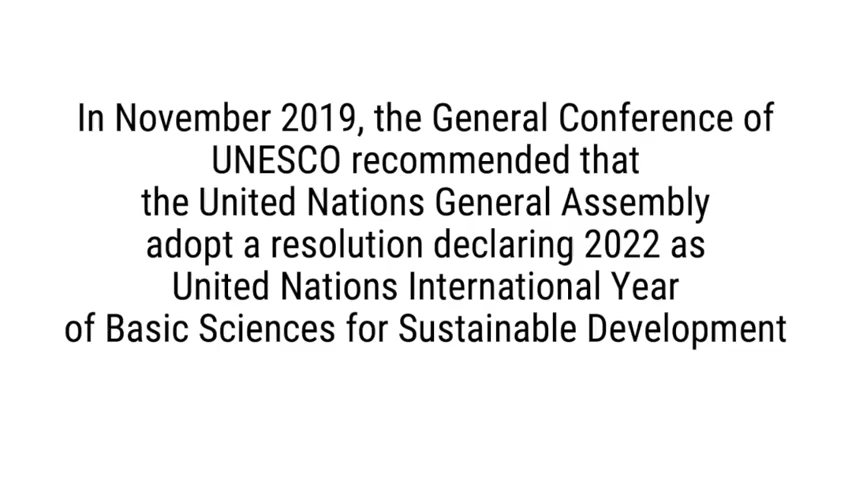 In November 2019, the General Conference of
UNESCO recommended that
the United Nations General Assembly
adopt a resolution declaring 2022 as
United Nations International Year
of Basic Sciences for Sustainable Development